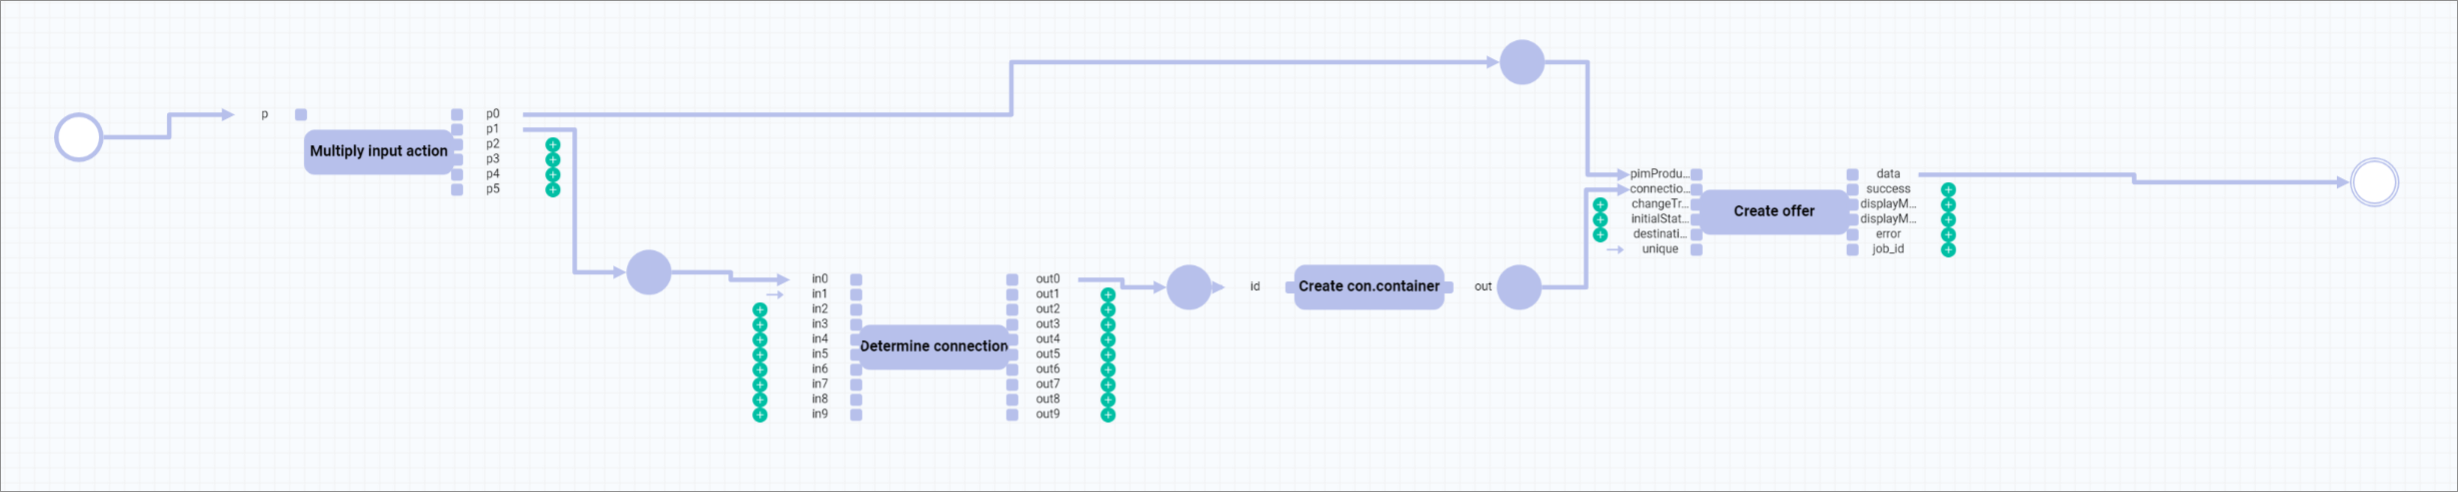 p
Multiply input action
p0
p1
p2
p3
p4
p5
in0
in1
in2
in3
in4
in5
in6
in7
in8
in9
Determine connection
out0
out1
out2
out3
out4
out5
out6
out7
out8
out9
id
Create con.container
out
pimProdu...
connectio...
changeTr...
initialStat...
destinati...
unique
Create offer
data
success
displayM...
displayM...
error
job_id